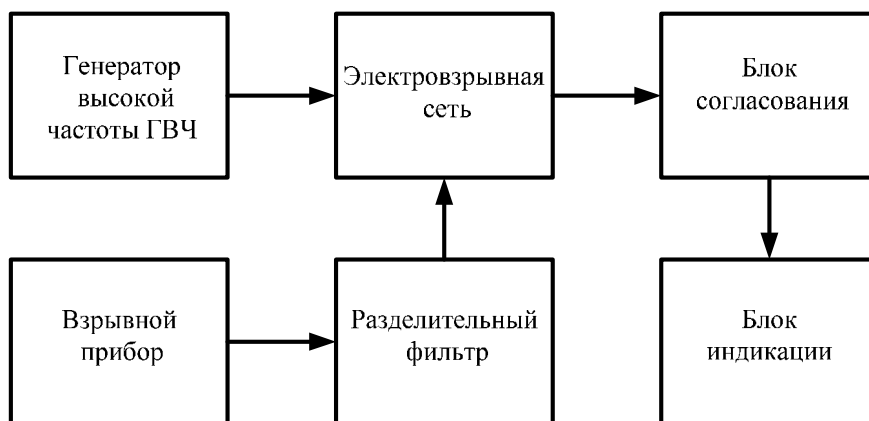 Генератор
высокой
частоты ГВЧ
Электровзрывная
сеть
Блок
согласования
Взрывной
прибор
Разделительный
фильтр
Блок
индикации